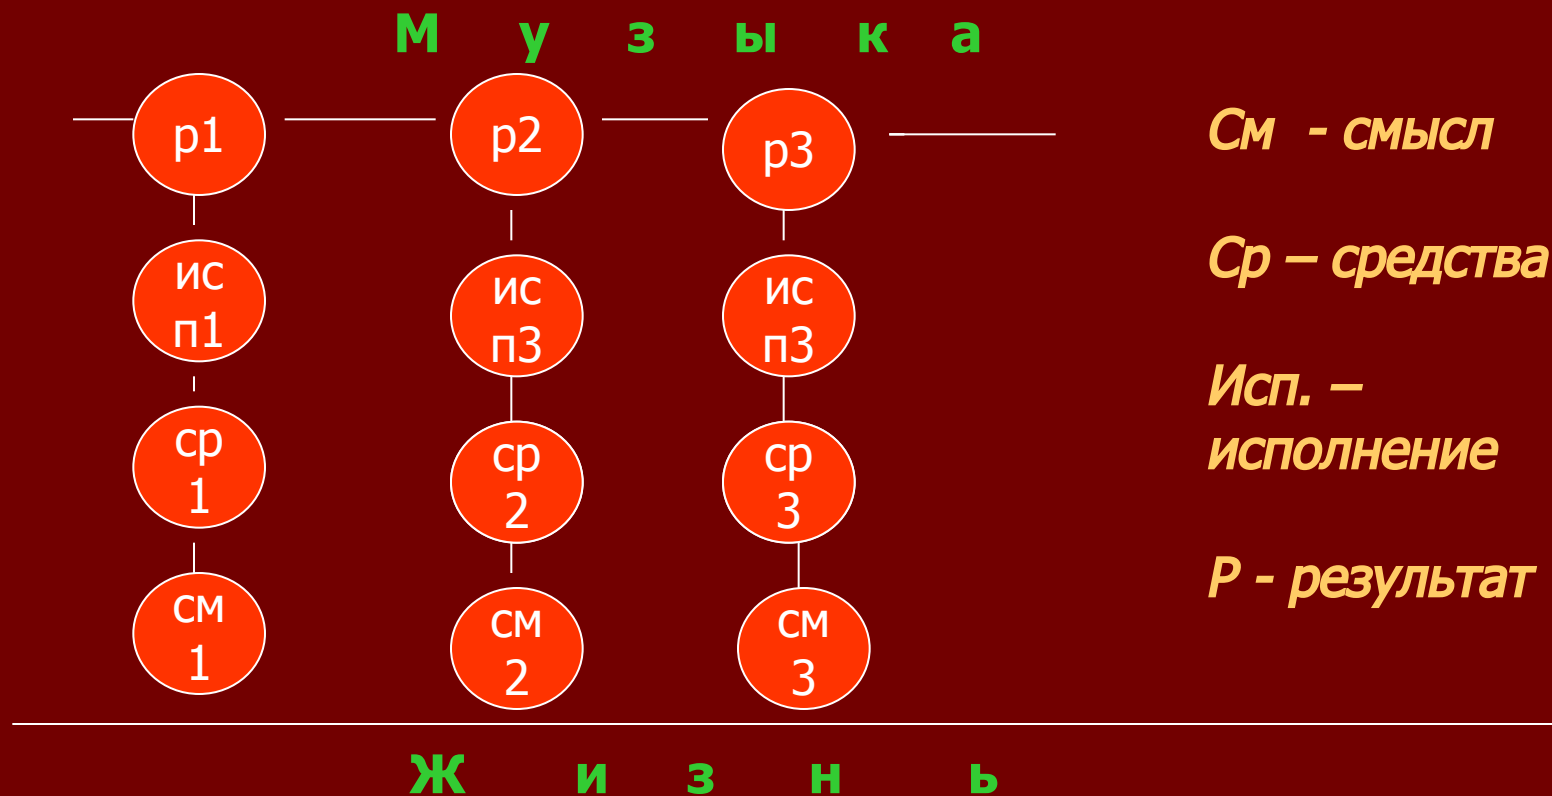 М у з ы к а
р1 р2 р3
ис
п1
ис
п3
ис
п3
ср
1
ср
2
ср
3
см
1
см
2
см
3
См - смысл
Ср – средства
Исп. –
исполнение
Р - результат
Ж и з н ь